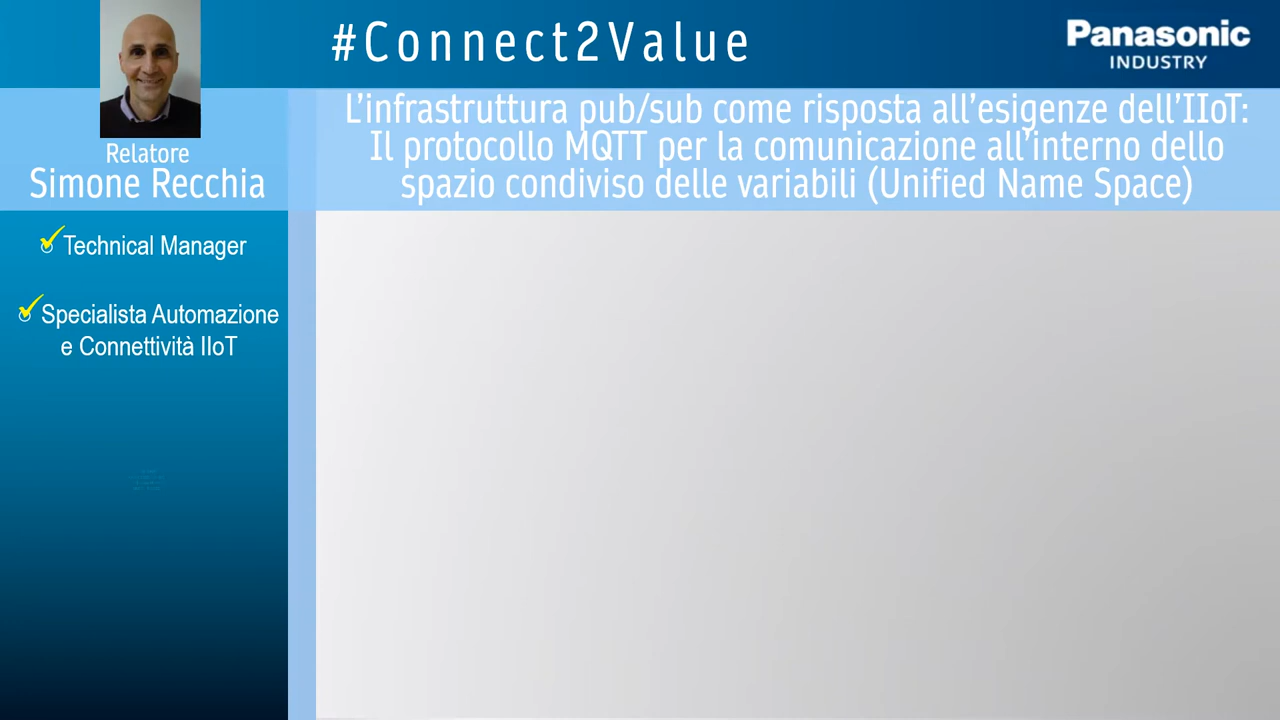 #Connect2Value
Panasonic
INDUSTRY
L'infrastruttura pub/sub come risposta all'esigenze dell'IIoT:
Il protocollo MQTT per la comunicazione all'interno dello
spazio condiviso delle variabili (Unified Name Space)
Relatore
Simone Recchia
Technical Manager
Specialista Automazione
e Connettività IIoT